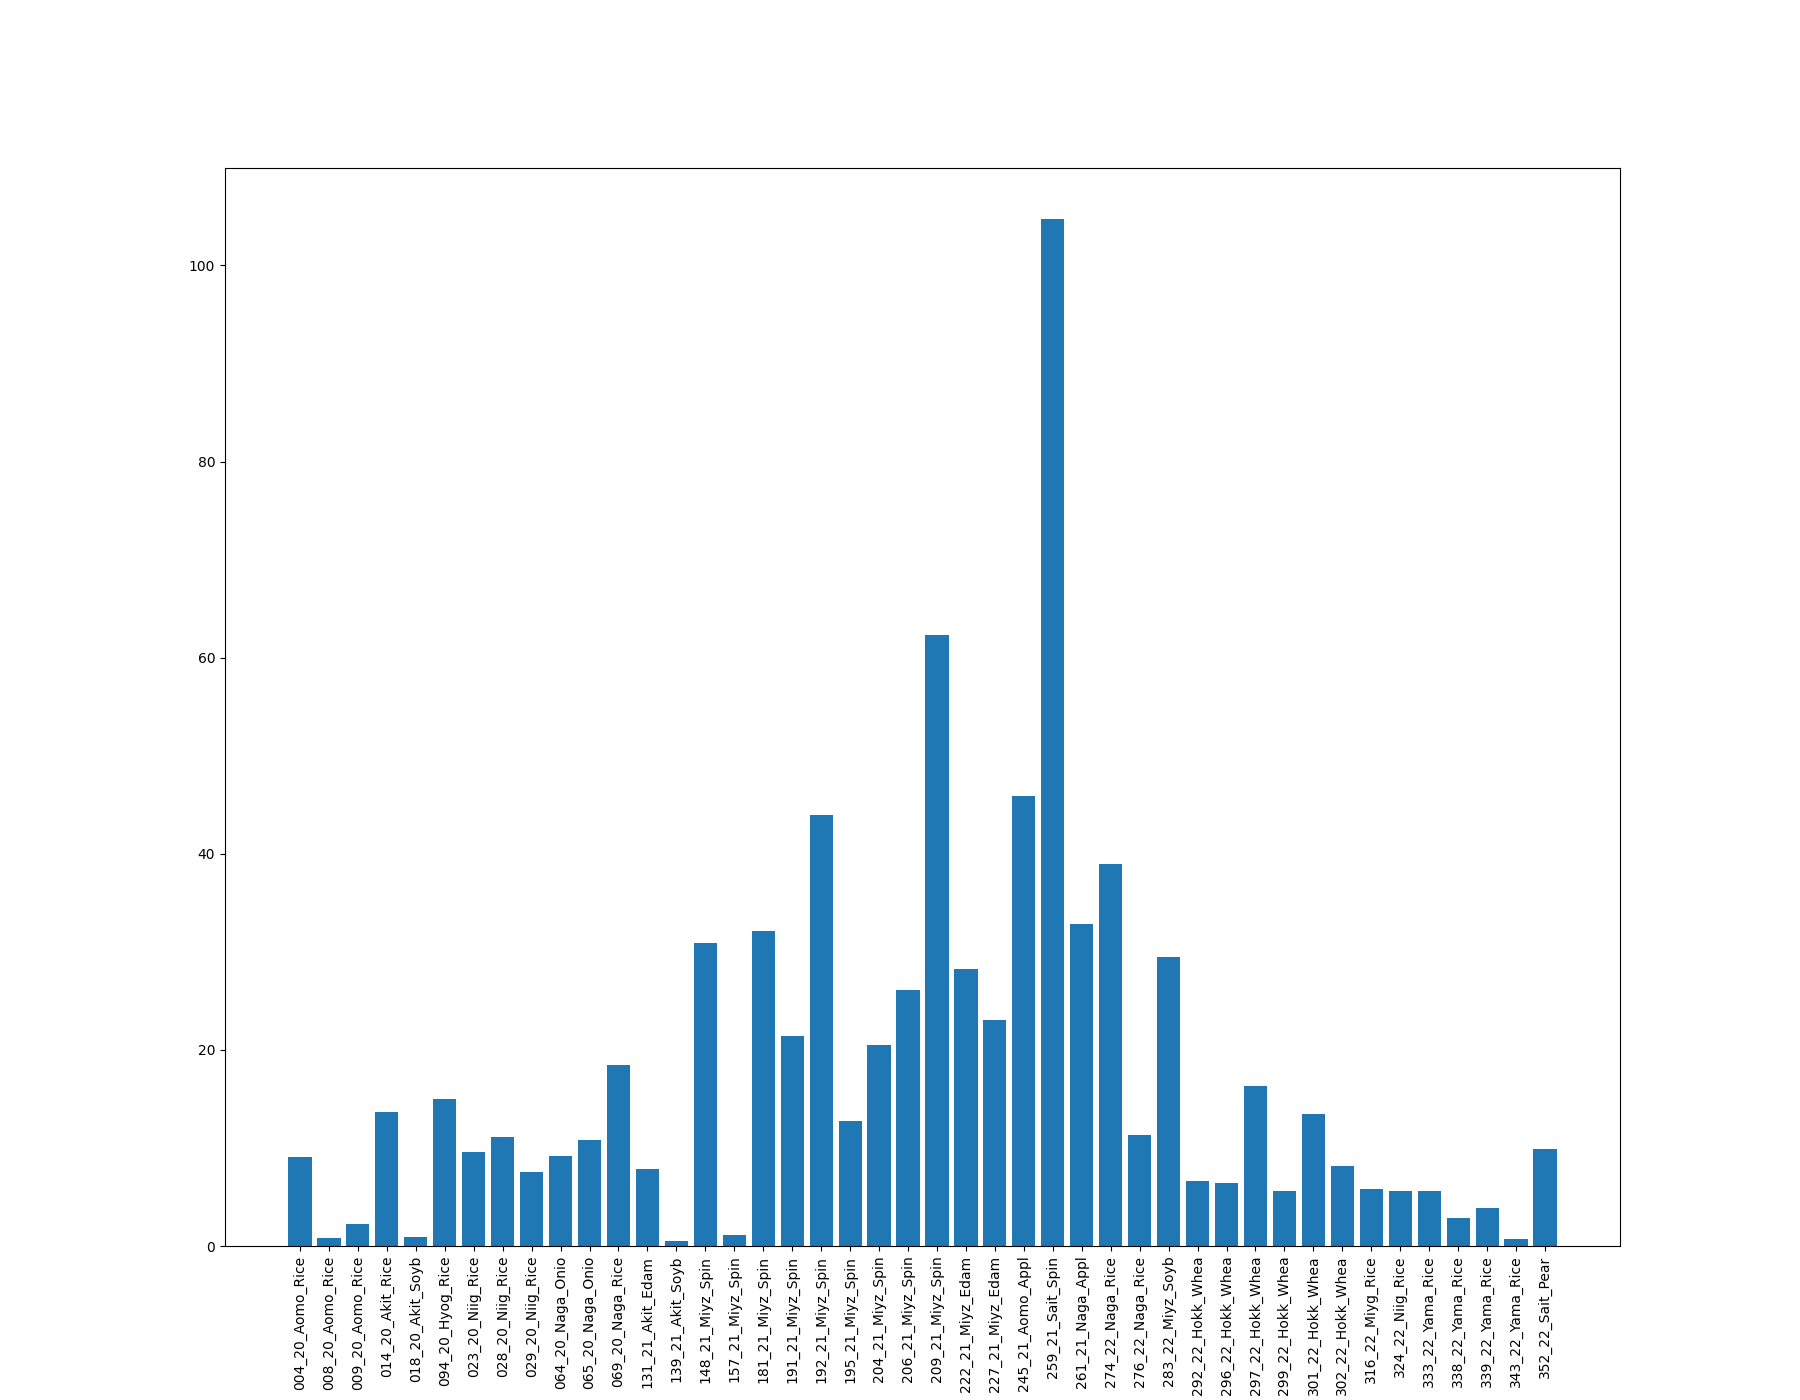 100
80
60
40
20
0
004_20_Aomo_Rice
008_20_Aomo_Rice
009_20_Aomo_Rice
014_20_Akit_Rice
018_20_Akit_Soyb
094_20_Hyog_Rice
023_20_Niig_Rice
028_20_Niig_Rice
029_20_Niig_Rice
064_20_Naga_Onio
065_20_Naga_Onio
069_20_Naga_Rice
131_21_Akit_Edam
139_21_Akit_Soyb
148_21_Miyz_Spin
157_21_Miyz_Spin
181_21_Miyz_Spin
191_21_Miyz_Spin
192_21_Miyz_Spin
195_21_Miyz_Spin
204_21_Miyz_Spin
206_21_Miyz_Spin
209_21_Miyz_Spin
222_21_Miyz_Edam
227_21_Miyz_Edam
245_21_Aomo_Appl
259_21_Sait_Spin
261_21_Naga_Appl
274_22_Naga_Rice
276_22_Naga_Rice
283_22_Miyz_Soyb
292_22_Hokk_Whea
296_22_Hokk_Whea
297_22_Hokk_Whea
299_22_Hokk_Whea
301_22_Hokk_Whea
302_22_Hokk_Whea
316_22_Miyg_Rice
324_22_Niig_Rice
333_22_Yama_Rice
338_22_Yama_Rice
339_22_Yama_Rice
343_22_Yama_Rice
352_22_Sait_Pear